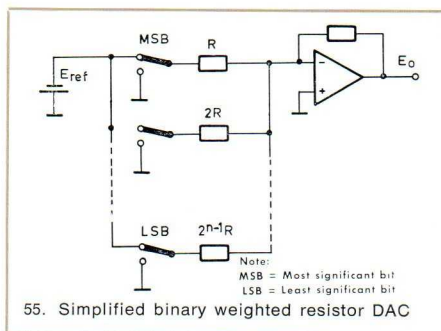 MSB
R
E₀
Eref
−
+
2R
LSB
2ⁿ⁻¹R
Note:
MSB = Most significant bit
LSB = Least significant bit
55. Simplified binary weighted resistor DAC